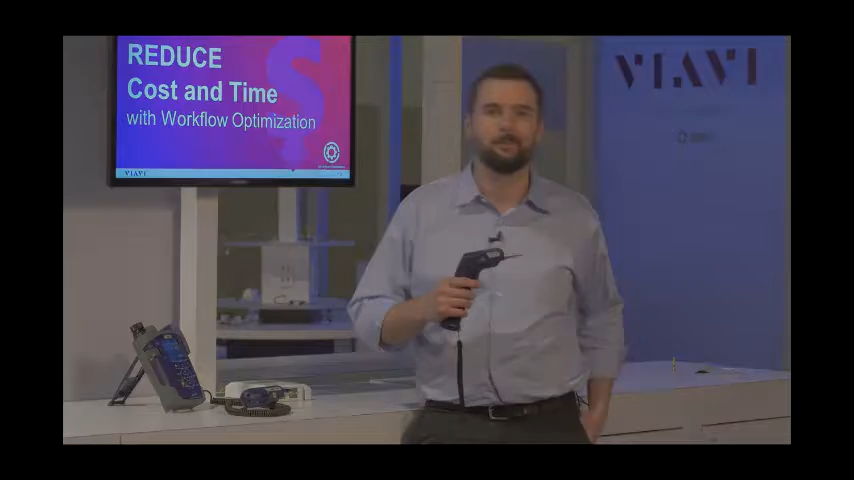 REDUCE
Cost and Time
with Workflow Optimization
VIAVI
VIAVI